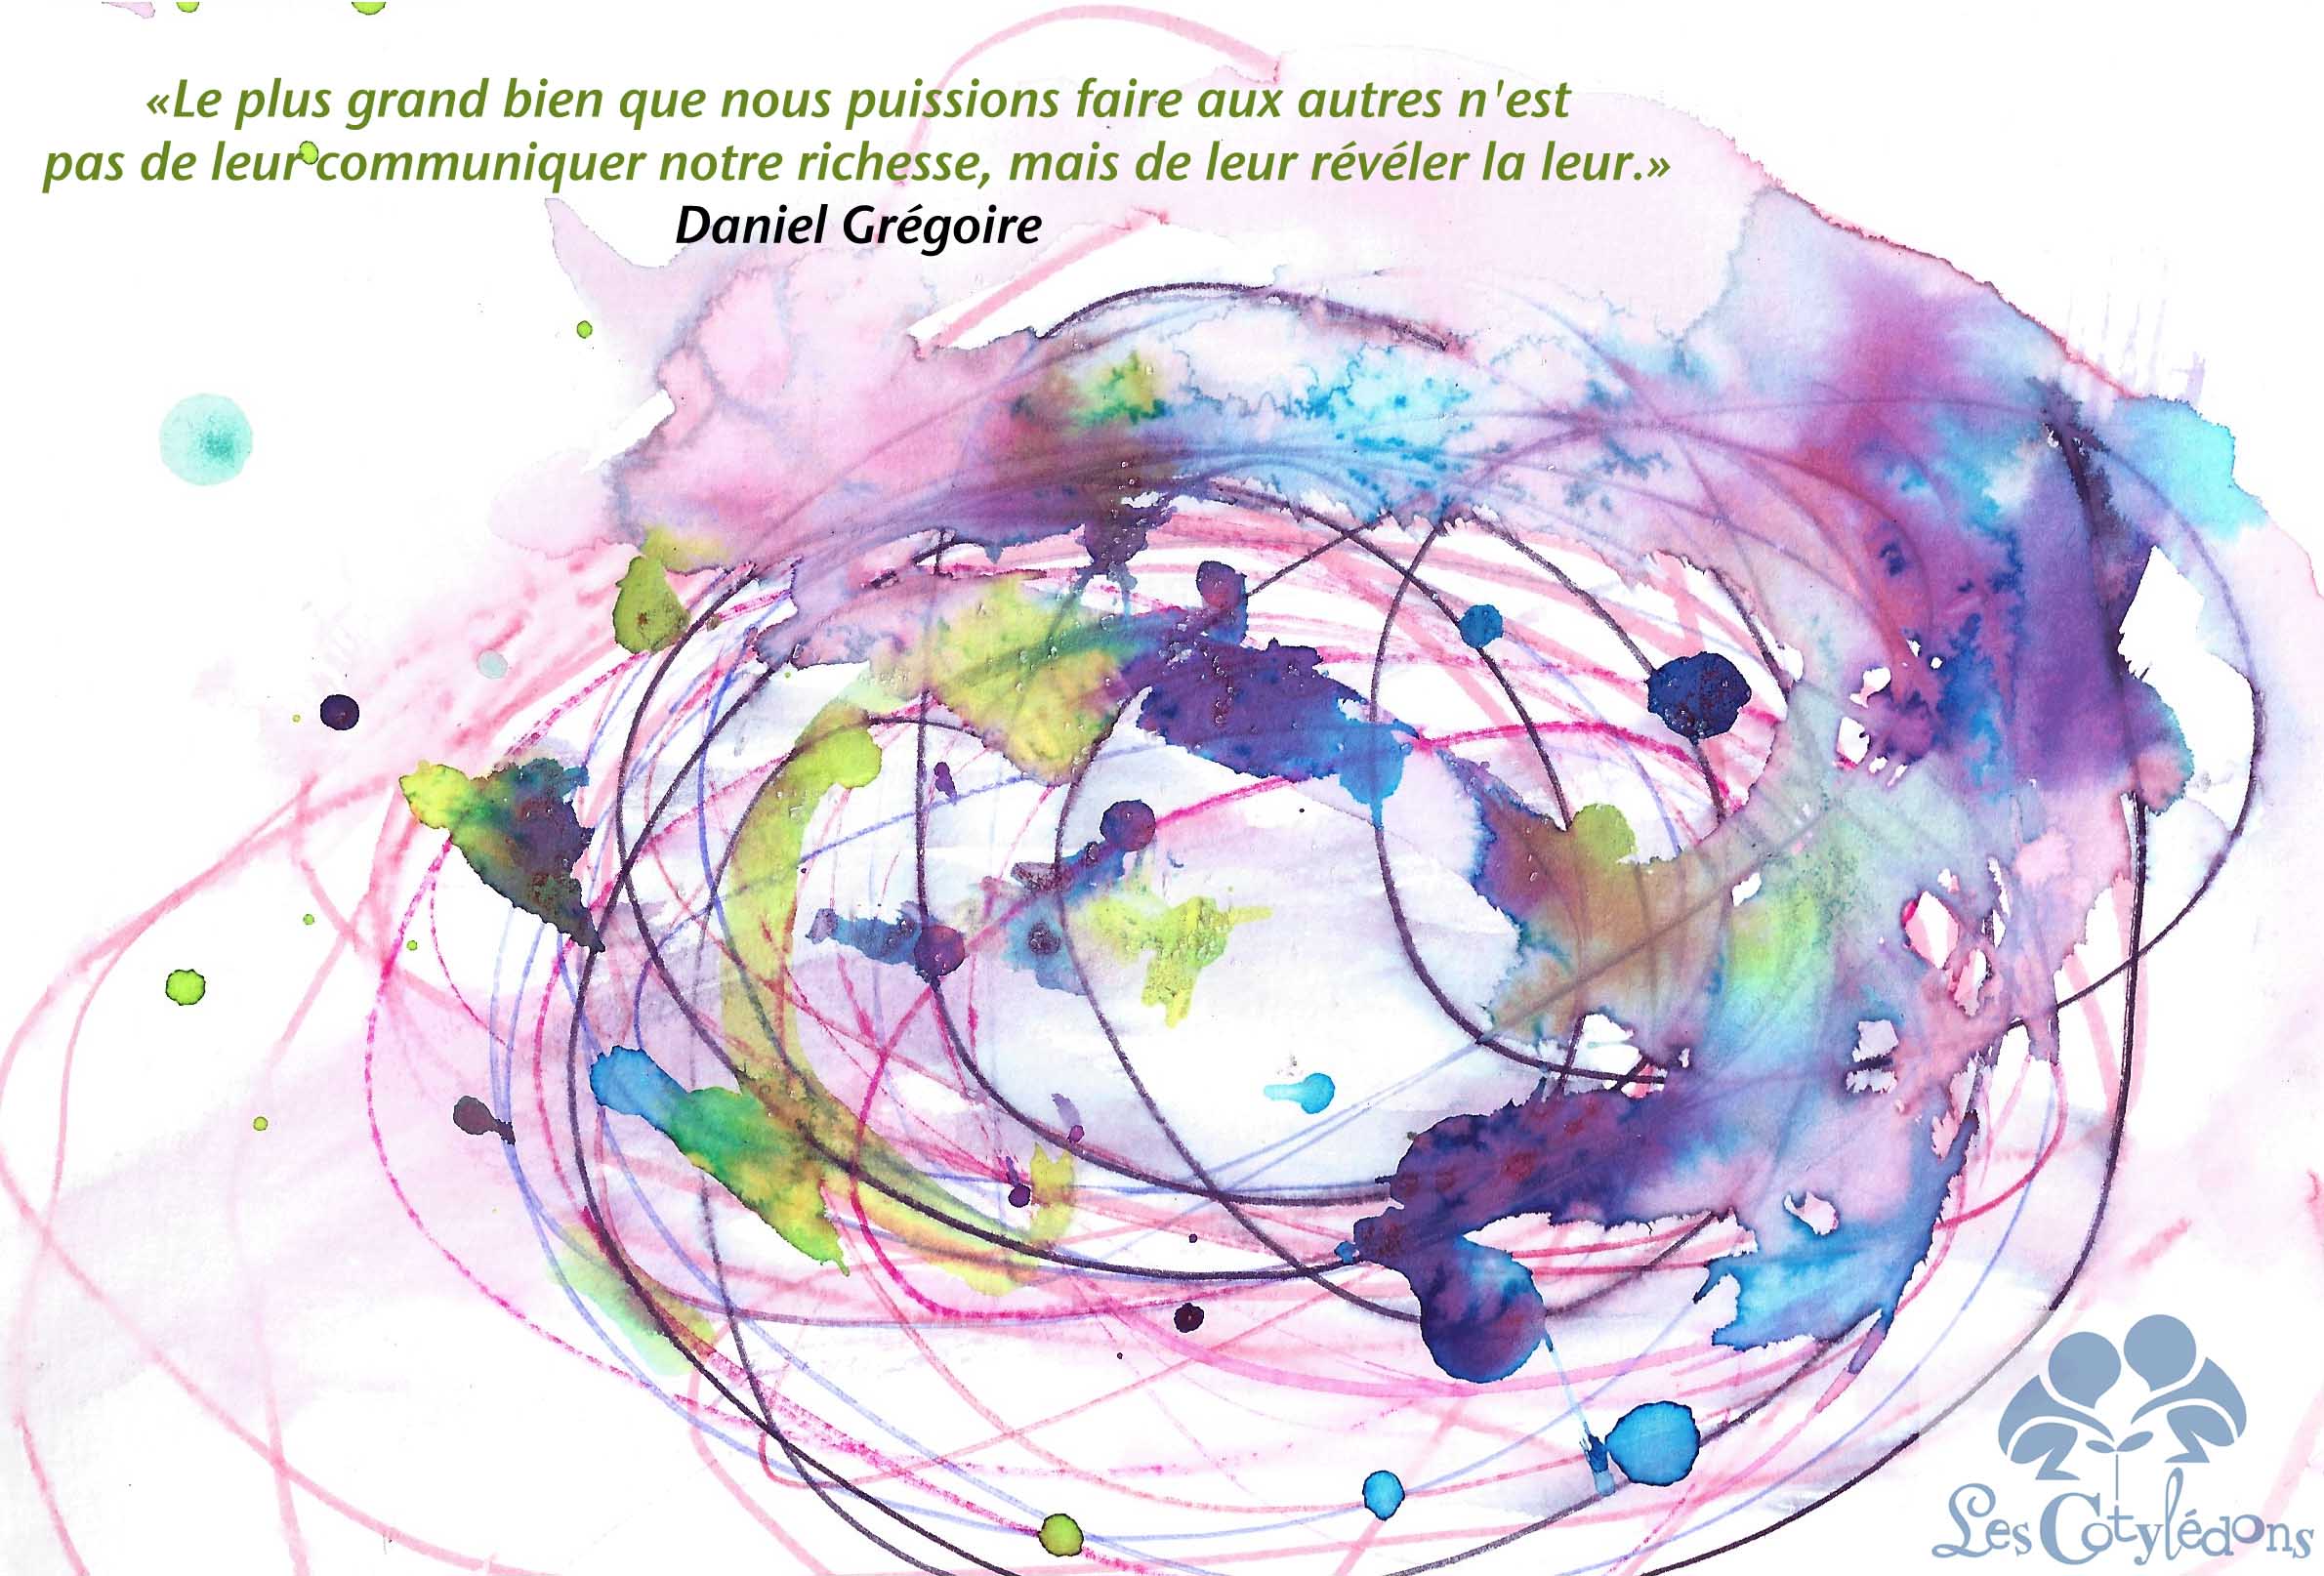 «Le plus grand bien que nous puissions faire aux autres n'est
pas de leur communiquer notre richesse, mais de leur révéler la leur.»
Daniel Grégoire
Les Cotylédons